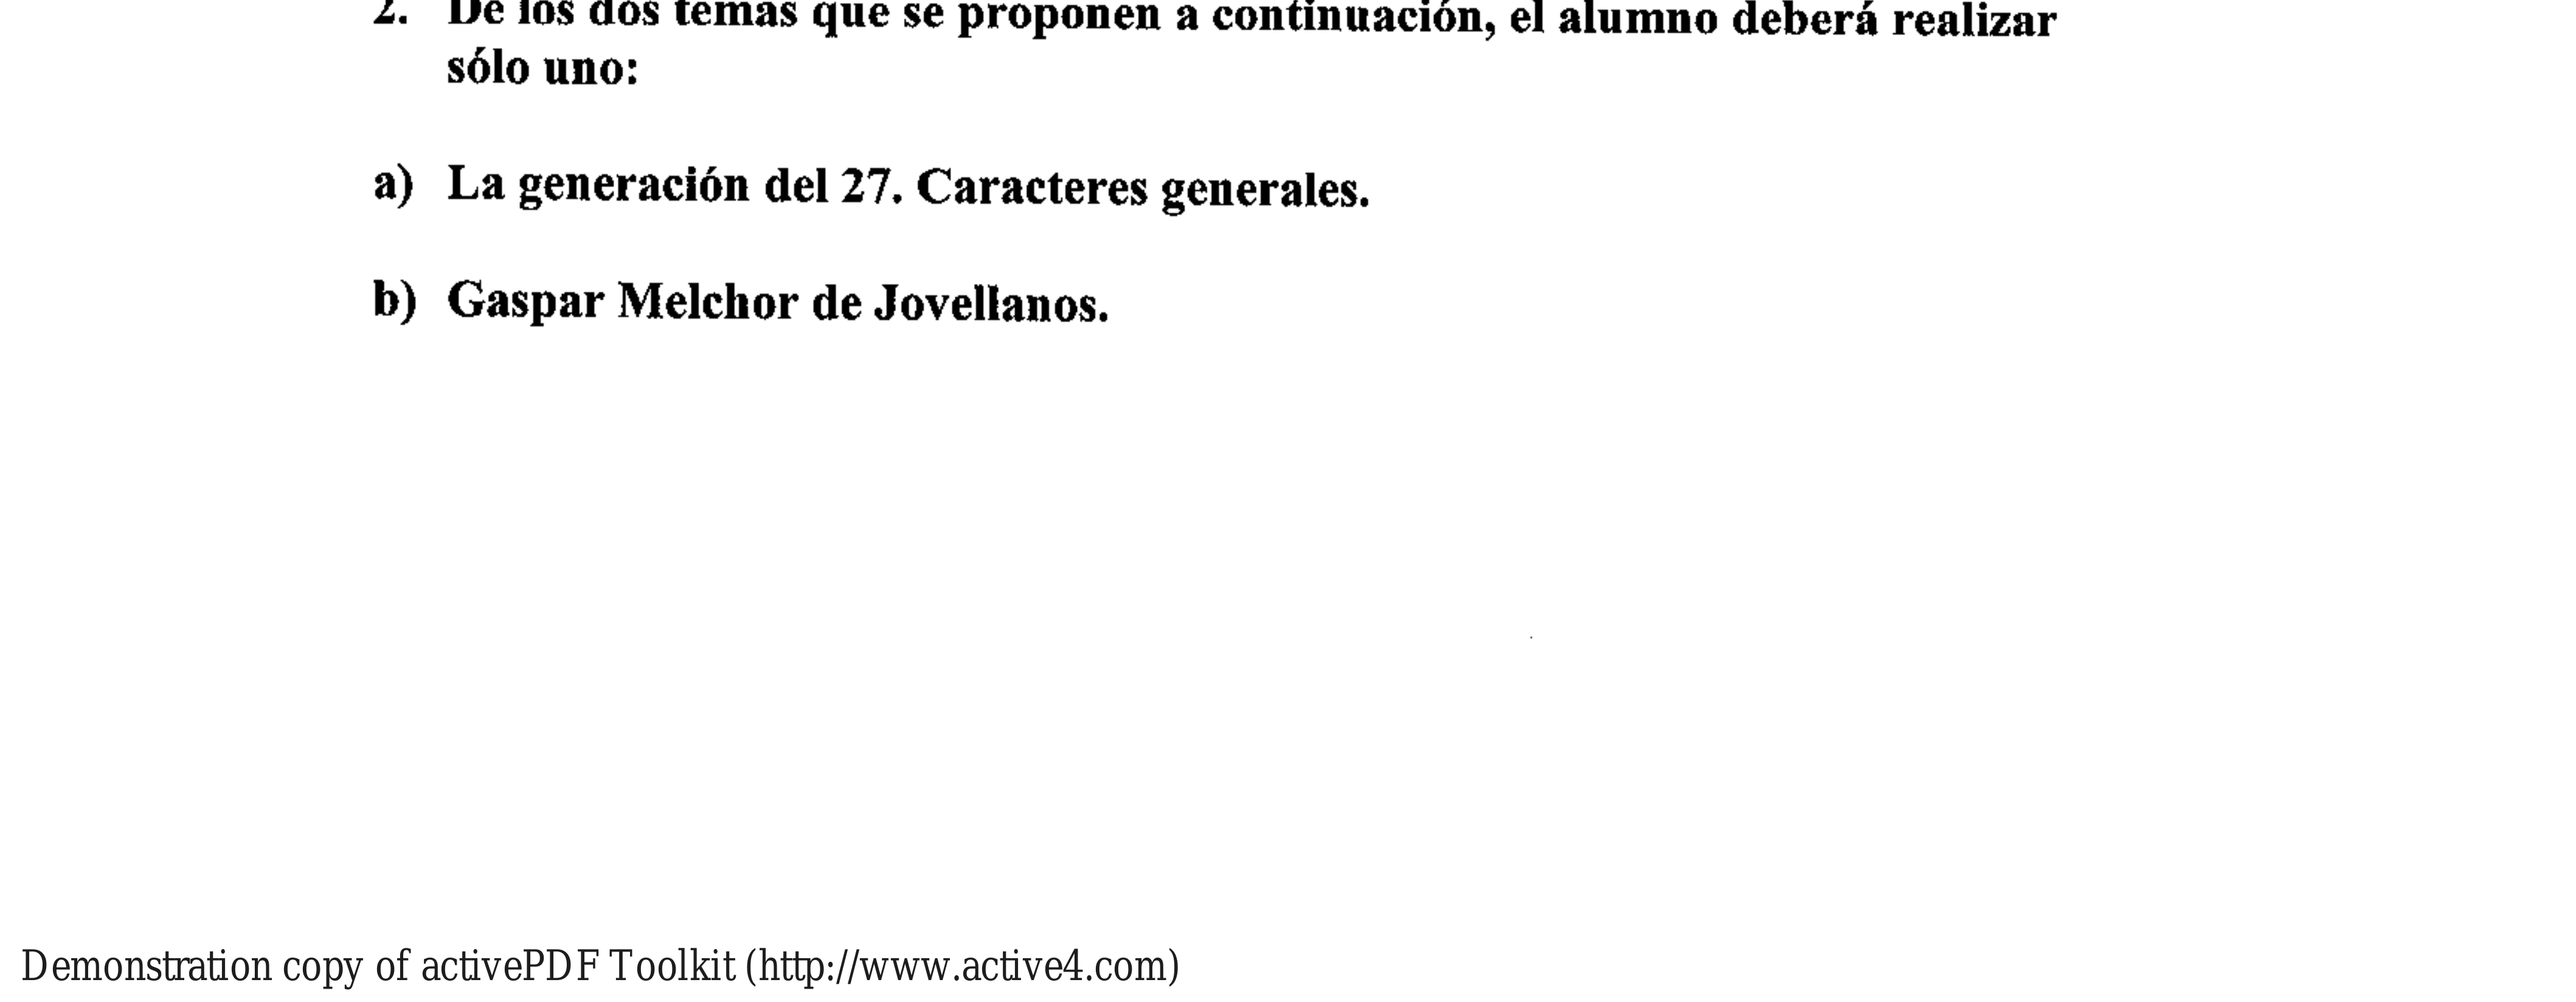 2. De los dos temas que se proponen a continuación, el alumno deberá realizar
sólo uno:
a) La generación del 27. Caracteres generales.
b) Gaspar Melchor de Jovellanos.
Demonstration copy of activePDF Toolkit (http://www.active4.com)